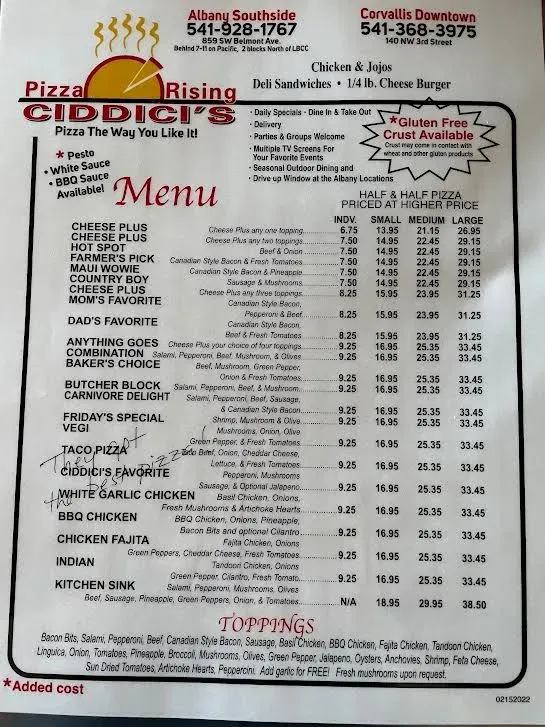 Albany Southside
541-928-1767
859 SW Belmont Ave.
Behind 7-11 on Pacific, 2 blocks North of LBCC
Corvallis Downtown
541-368-3975
140 NW 3rd Street
Chicken & Jojos
Deli Sandwiches • 1/4 lb. Cheese Burger
Pizza Rising
CIDDICI'S
Pizza The Way You Like It!
• Daily Specials • Dine In & Take Out
• Delivery
• Parties & Groups Welcome
• Multiple TV Screens For
Your Favorite Events
• Seasonal Outdoor Dining and
• Drive up Window at the Albany Locations
*Gluten Free
Crust Available
Crust may come in contact with
wheat and other gluten products
* Pesto
• White Sauce
• BBQ Sauce
Available!
Menu
HALF & HALF PIZZA
PRICED AT HIGHER PRICE
INDV. SMALL MEDIUM LARGE
CHEESE PLUS Cheese Plus any one topping 6.75 13.95 21.15 26.95
CHEESE PLUS Cheese Plus any two toppings 7.50 14.95 22.45 29.15
HOT SPOT Beef & Onion 7.50 14.95 22.45 29.15
FARMER'S PICK Canadian Style Bacon & Fresh Tomatoes 7.50 14.95 22.45 29.15
MAUI WOWIE Canadian Style Bacon & Pineapple 7.50 14.95 22.45 29.15
COUNTRY BOY Sausage & Mushrooms 7.50 14.95 22.45 29.15
CHEESE PLUS Cheese Plus any three toppings 8.25 15.95 23.95 31.25
MOM'S FAVORITE Canadian Style Bacon,
Pepperoni & Beef 8.25 15.95 23.95 31.25
DAD'S FAVORITE Canadian Style Bacon,
Beef & Fresh Tomatoes 8.25 15.95 23.95 31.25
ANYTHING GOES Cheese Plus your choice of four toppings 9.25 16.95 25.35 33.45
COMBINATION Salami, Pepperoni, Beef, Mushroom, & Olives 9.25 16.95 25.35 33.45
BAKER'S CHOICE Beef, Mushroom, Green Pepper,
Onion & Fresh Tomatoes 9.25 16.95 25.35 33.45
BUTCHER BLOCK Salami, Pepperoni, Beef, & Mushroom 9.25 16.95 25.35 33.45
CARNIVORE DELIGHT Salami, Pepperoni, Beef, Sausage,
& Canadian Style Bacon 9.25 16.95 25.35 33.45
FRIDAY'S SPECIAL Shrimp, Mushroom & Olive 9.25 16.95 25.35 33.45
VEGI Mushrooms, Onion, Olive
Green Pepper, & Fresh Tomatoes 9.25 16.95 25.35 33.45
TACO PIZZA Taco Beef, Onion, Cheddar Cheese,
Lettuce, & Fresh Tomatoes 9.25 16.95 25.35 33.45
They got
the best pizza!
CIDDICI'S FAVORITE Pepperoni, Mushrooms
Sausage, & Optional Jalapeno 9.25 16.95 25.35 33.45
WHITE GARLIC CHICKEN Basil Chicken, Onions,
Fresh Mushrooms & Artichoke Hearts 9.25 16.95 25.35 33.45
BBQ CHICKEN BBQ Chicken, Onions, Pineapple,
Bacon Bits and optional Cilantro 9.25 16.95 25.35 33.45
CHICKEN FAJITA Fajita Chicken, Onions
Green Peppers, Cheddar Cheese, Fresh Tomatoes 9.25 16.95 25.35 33.45
INDIAN Tandoori Chicken, Onions
Green Pepper, Cilantro, Fresh Tomato 9.25 16.95 25.35 33.45
KITCHEN SINK Salami, Pepperoni, Mushrooms, Olives
Beef, Sausage, Pineapple, Green Peppers, Onion, & Tomatoes N/A 18.95 29.95 38.50
TOPPINGS
Bacon Bits, Salami, Pepperoni, Beef, Canadian Style Bacon, Sausage, Basil Chicken, BBQ Chicken, Fajita Chicken, Tandoori Chicken,
Linguica, Onion, Tomatoes, Pineapple, Broccoli, Mushrooms, Olives, Green Pepper, Jalapeno, Oysters, Anchovies, Shrimp, Feta Cheese,
Sun Dried Tomatoes, Artichoke Hearts, Peppercini. Add garlic for FREE! Fresh mushrooms upon request.
*Added cost
02152022